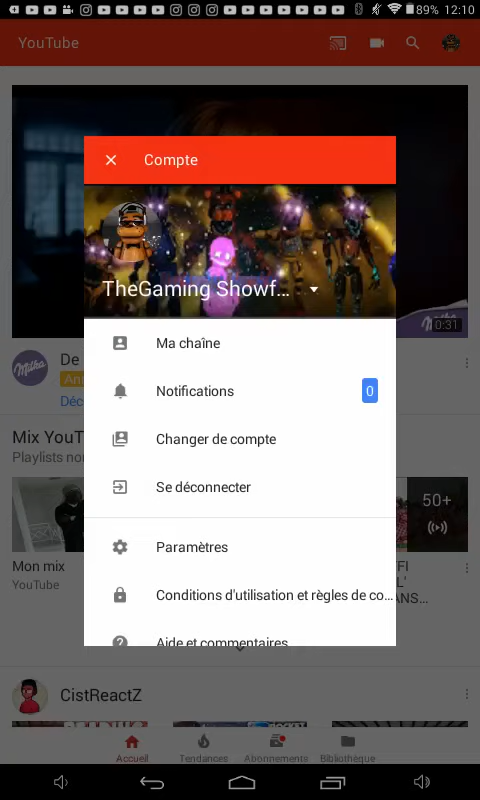 89% 12:10
YouTube
Compte
TheGaming Showf...
0:31
Ma chaîne
Milka
De
Notifications
0
Changer de compte
Mix YouT
Playlists no
Se déconnecter
50+
Paramètres
Mon mix
YouTube
Conditions d'utilisation et règles de co...
Aide et commentaires
CistReactZ
Accueil
Tendances
Abonnements
Bibliothèque